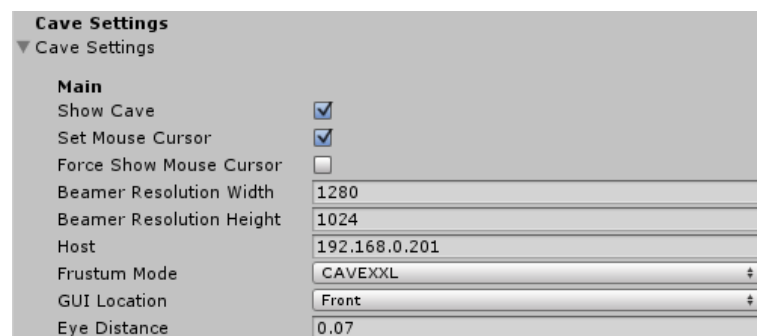 Cave Settings
Cave Settings
Main
Show Cave
Set Mouse Cursor
Force Show Mouse Cursor
Beamer Resolution Width 1280
Beamer Resolution Height 1024
Host 192.168.0.201
Frustum Mode CAVEXXL
GUI Location Front
Eye Distance 0.07